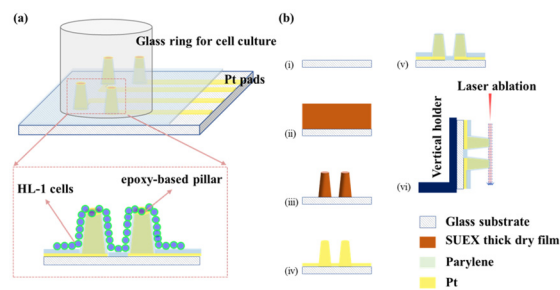 (a)
Glass ring for cell culture
Pt pads
HL-1 cells
epoxy-based pillar
(b)
(i)
(ii)
(iii)
(iv)
(v)
Laser ablation
Vertical holder
(vi)
Glass substrate
SUEX thick dry film
Parylene
Pt